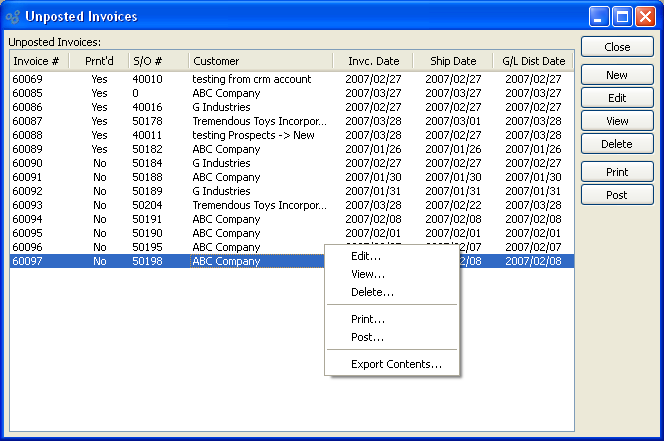 Unposted Invoices
Unposted Invoices:
Invoice # Prnt'd S/O # Customer Invc. Date Ship Date G/L Dist Date
60069 Yes 40010 testing from crm account 2007/02/27 2007/02/27 2007/02/27
60085 Yes 0 ABC Company 2007/03/27 2007/03/27 2007/03/27
60086 Yes 40016 G Industries 2007/02/27 2007/02/27 2007/02/27
60087 Yes 50178 Tremendous Toys Incorpor... 2007/03/28 2007/03/01 2007/03/28
60088 Yes 40011 testing Prospects -> New 2007/03/28 2007/03/28 2007/03/28
60089 Yes 50182 ABC Company 2007/01/26 2007/01/26 2007/01/26
60090 No 50184 G Industries 2007/02/27 2007/02/27 2007/02/27
60091 No 50188 ABC Company 2007/01/30 2007/01/30 2007/01/30
60092 No 50189 G Industries 2007/01/31 2007/01/31 2007/01/31
60093 No 50204 Tremendous Toys Incorpor... 2007/03/28 2007/02/22 2007/03/28
60094 No 50191 ABC Company 2007/02/08 2007/02/08 2007/02/08
60095 No 50190 ABC Company 2007/02/01 2007/02/01 2007/02/01
60096 No 50195 ABC Company 2007/02/07
60097 No 50198 ABC Company 2007/02/08
Edit...
View...
Delete...
Print...
Post...
Export Contents...
Close
New
Edit
View
Delete
Print
Post